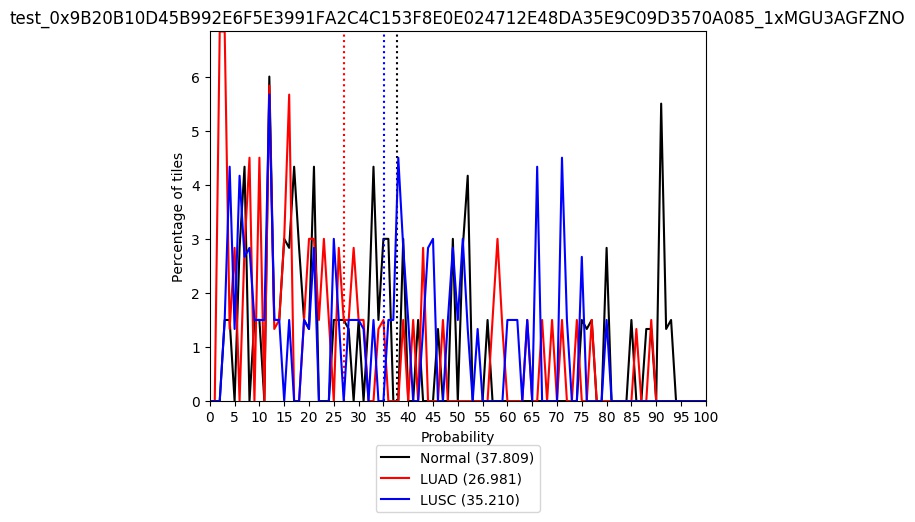 test_0x9B20B10D45B992E6F5E3991FA2C4C153F8E0E024712E48DA35E9C09D3570A085_1xMGU3AGFZNO
6
5
4
3
2
1
0
Percentage of tiles
0 5 10 15 20 25 30 35 40 45 50 55 60 65 70 75 80 85 90 95 100
Probability
Normal (37.809)
LUAD (26.981)
LUSC (35.210)